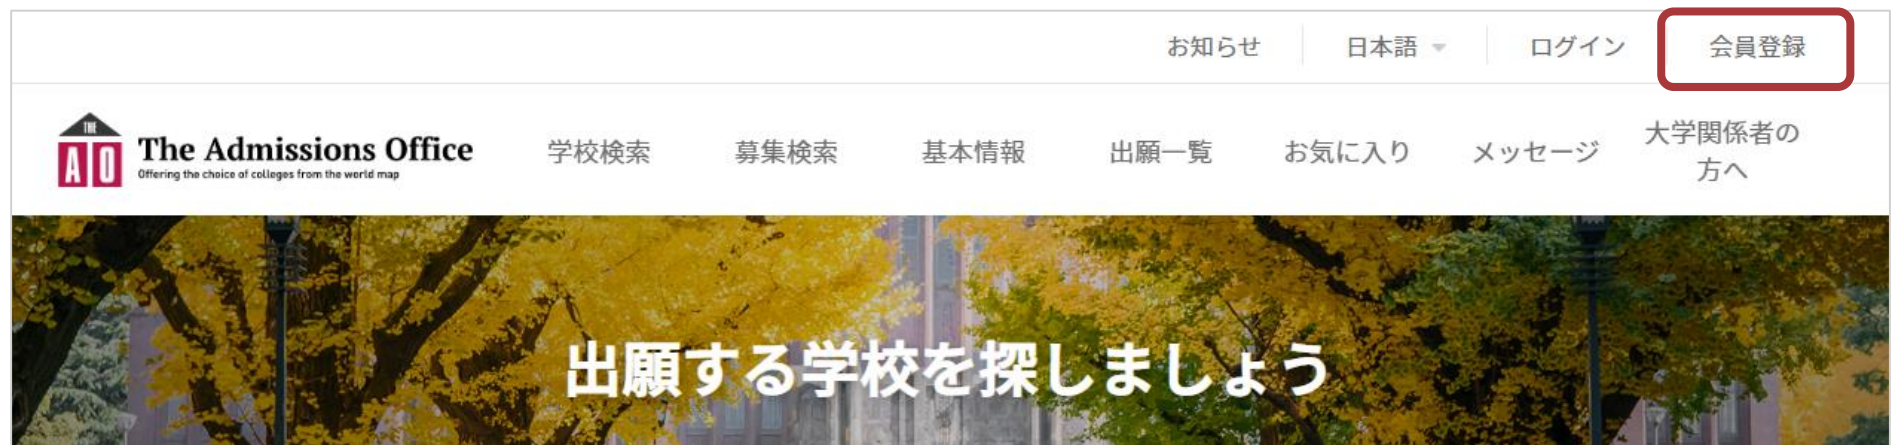 お知らせ
日本語
ログイン
会員登録
THE
AO
The Admissions Office
Offering the choice of colleges from the world map
学校検索
募集検索
基本情報
出願一覧
お気に入り
メッセージ
大学関係者の
方へ
出願する学校を探しましょう